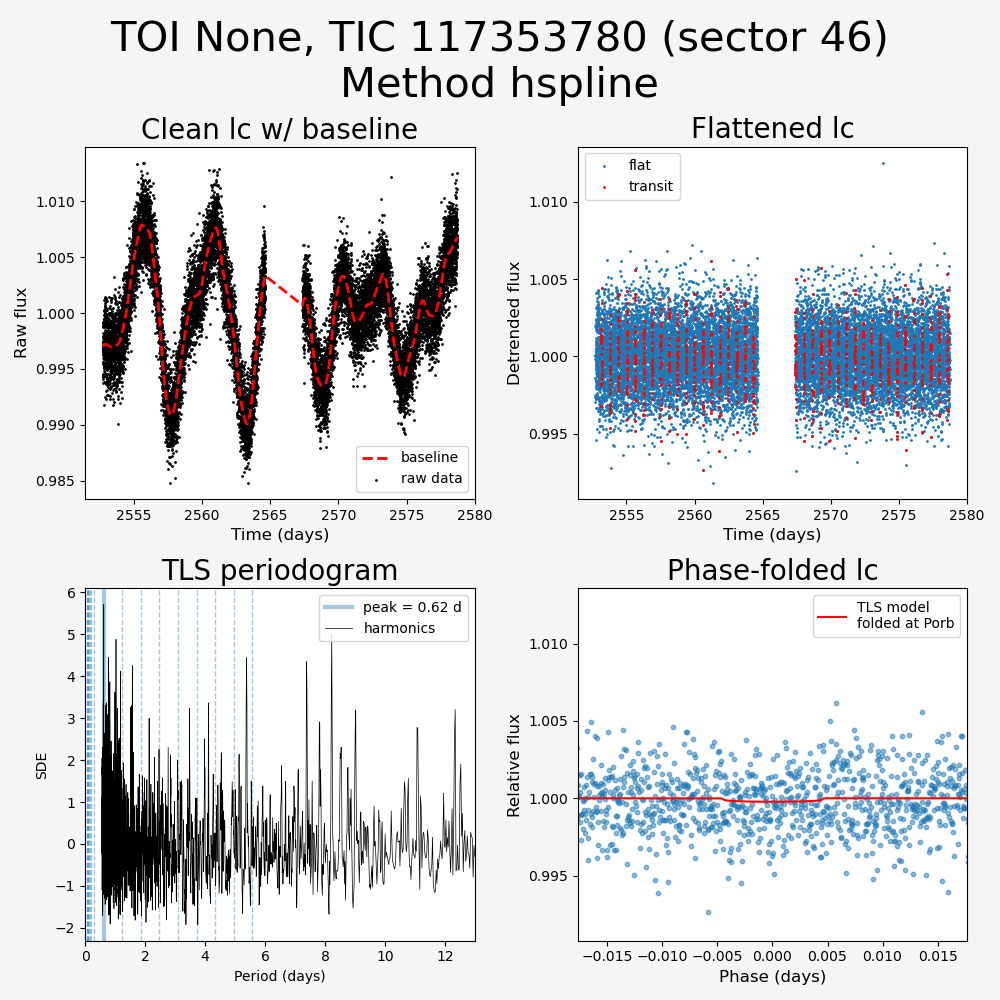 TOI None, TIC 117353780 (sector 46)
Method hspline
Clean lc w/ baseline
Raw flux
1.010
1.005
1.000
0.995
0.990
0.985
baseline
raw data
2555
2560
2565
2570
2575
2580
Time (days)
Flattened lc
Detrended flux
1.010
1.005
1.000
0.995
flat
transit
2555
2560
2565
2570
2575
2580
Time (days)
TLS periodogram
SDE
6
5
4
3
2
1
0
−1
−2
peak = 0.62 d
harmonics
0
2
4
6
8
10
12
Period (days)
Phase-folded lc
Relative flux
1.010
1.005
1.000
0.995
TLS model
folded at Porb
−0.015
−0.010
−0.005
0.000
0.005
0.010
0.015
Phase (days)